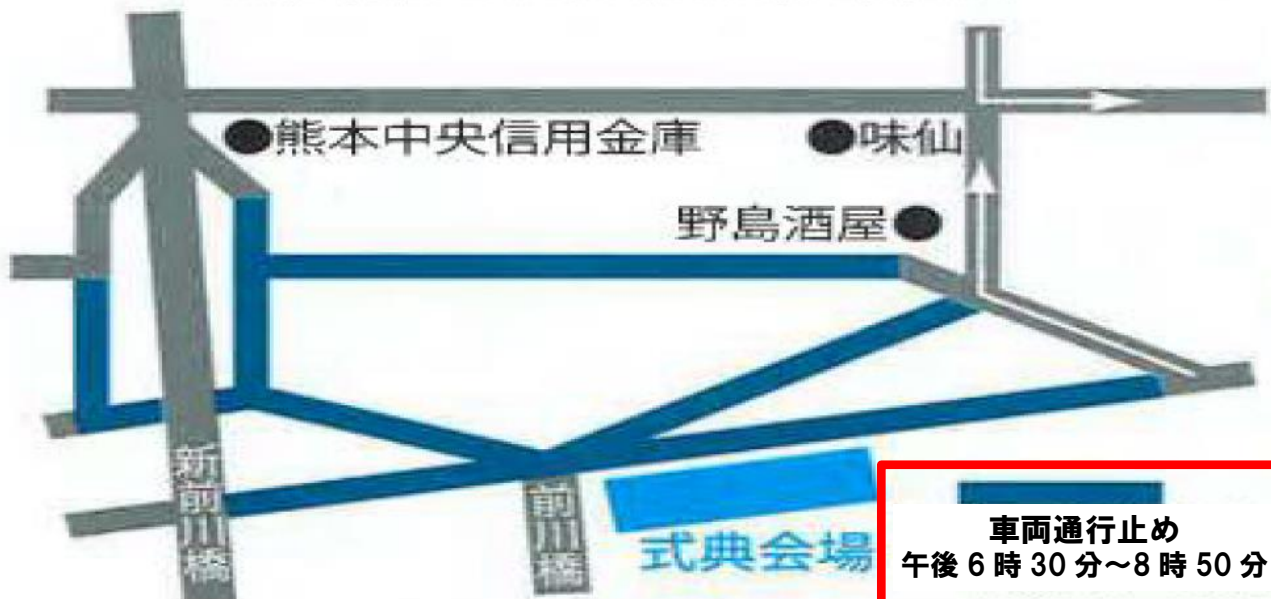 ●熊本中央信用金庫
●味仙
野島酒屋●
新前川橋
前川橋
式典会場
車両通行止め
午後6時30分～8時50分